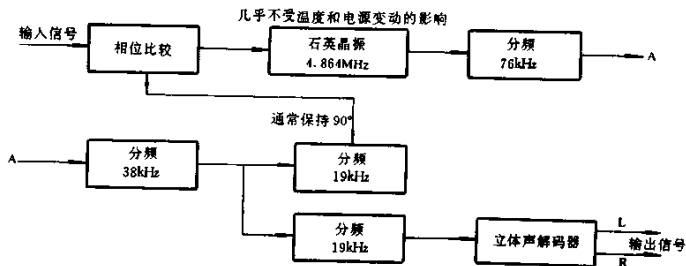 几乎不受温度和电源变动的影响
输入信号
相位比较
石英晶振
4.864MHz
分频
76kHz
A
通常保持90°
A
分频
38kHz
分频
19kHz
分频
19kHz
立体声解码器
L
输出信号
R